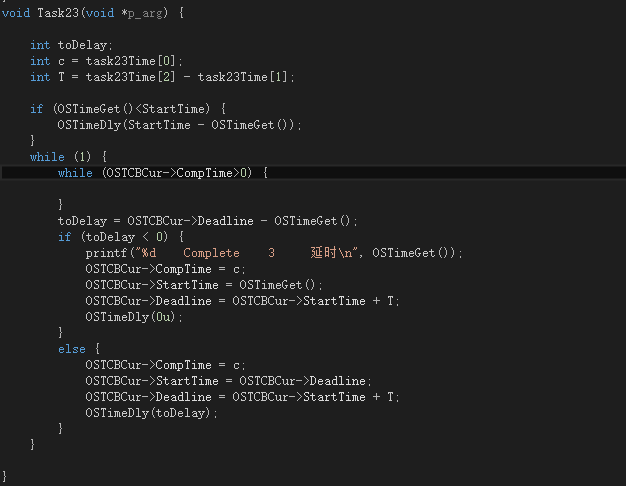 void Task23(void *p_arg) {
int toDelay;
int c = task23Time[0];
int T = task23Time[2] - task23Time[1];
if (OSTimeGet()<StartTime) {
OSTimeDly(StartTime - OSTimeGet());
}
while (1) {
while (OSTCBCur->CompTime>0) {
}
toDelay = OSTCBCur->Deadline - OSTimeGet();
if (toDelay < 0) {
printf("%d    Complete    3    延时\n", OSTimeGet());
OSTCBCur->CompTime = c;
OSTCBCur->StartTime = OSTimeGet();
OSTCBCur->Deadline = OSTCBCur->StartTime + T;
OSTimeDly(0u);
}
else {
OSTCBCur->CompTime = c;
OSTCBCur->StartTime = OSTCBCur->Deadline;
OSTCBCur->Deadline = OSTCBCur->StartTime + T;
OSTimeDly(toDelay);
}
}
}